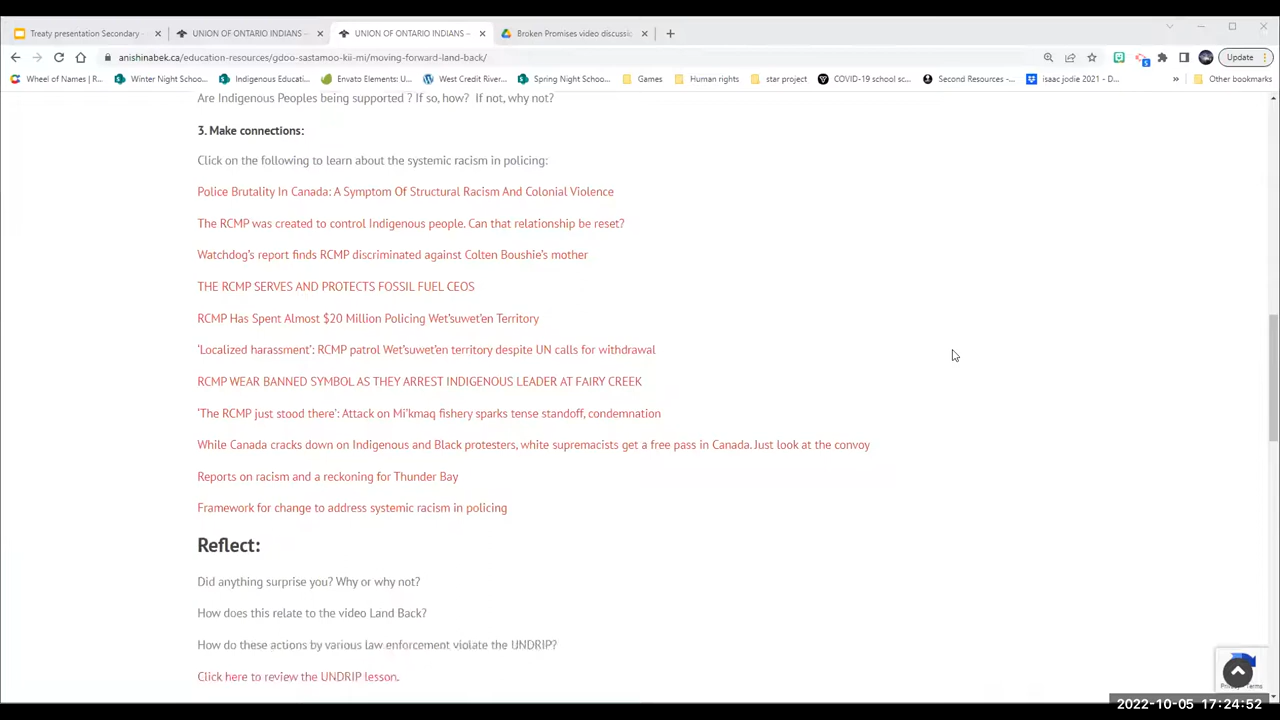 Treaty presentation Secondary -
UNION OF ONTARIO INDIANS –
UNION OF ONTARIO INDIANS –
Broken Promises video discussio
anishinabek.ca/education-resources/gdoo-sastamoo-kii-mi/moving-forward/land-back/
Update
Wheel of Names | R...
Winter Night Schoo...
Indigenous Educati...
Envato Elements: U...
West Credit River...
Spring Night Schoo...
Games
Human rights
star project
COVID-19 school sc...
Second Resources -...
isaac jodie 2021 - D...
»
Other bookmarks
Are Indigenous Peoples being supported ? If so, how? If not, why not?
3. Make connections:
Click on the following to learn about the systemic racism in policing:
Police Brutality In Canada: A Symptom Of Structural Racism And Colonial Violence
The RCMP was created to control Indigenous people. Can that relationship be reset?
Watchdog's report finds RCMP discriminated against Colten Boushie's mother
THE RCMP SERVES AND PROTECTS FOSSIL FUEL CEOS
RCMP Has Spent Almost $20 Million Policing Wet'suwet'en Territory
'Localized harassment': RCMP patrol Wet'suwet'en territory despite UN calls for withdrawal
RCMP WEAR BANNED SYMBOL AS THEY ARREST INDIGENOUS LEADER AT FAIRY CREEK
'The RCMP just stood there': Attack on Mi'kmaq fishery sparks tense standoff, condemnation
While Canada cracks down on Indigenous and Black protesters, white supremacists get a free pass in Canada. Just look at the convoy
Reports on racism and a reckoning for Thunder Bay
Framework for change to address systemic racism in policing
Reflect:
Did anything surprise you? Why or why not?
How does this relate to the video Land Back?
How do these actions by various law enforcement violate the UNDRIP?
Click here to review the UNDRIP lesson.
2022-10-05 17:24:52